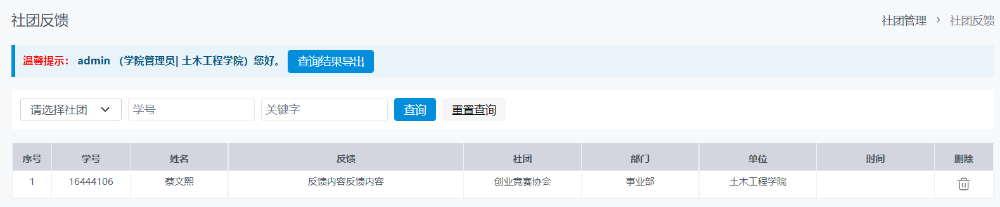 社团反馈
社团管理 > 社团反馈
温馨提示： admin （学院管理员| 土木工程学院）您好。 查询结果导出
请选择社团 学号 关键字 查询 重置查询
序号 学号 姓名 反馈 社团 部门 单位 时间 删除
1 16444106 蔡文熙 反馈内容反馈内容 创业竞赛协会 事业部 土木工程学院